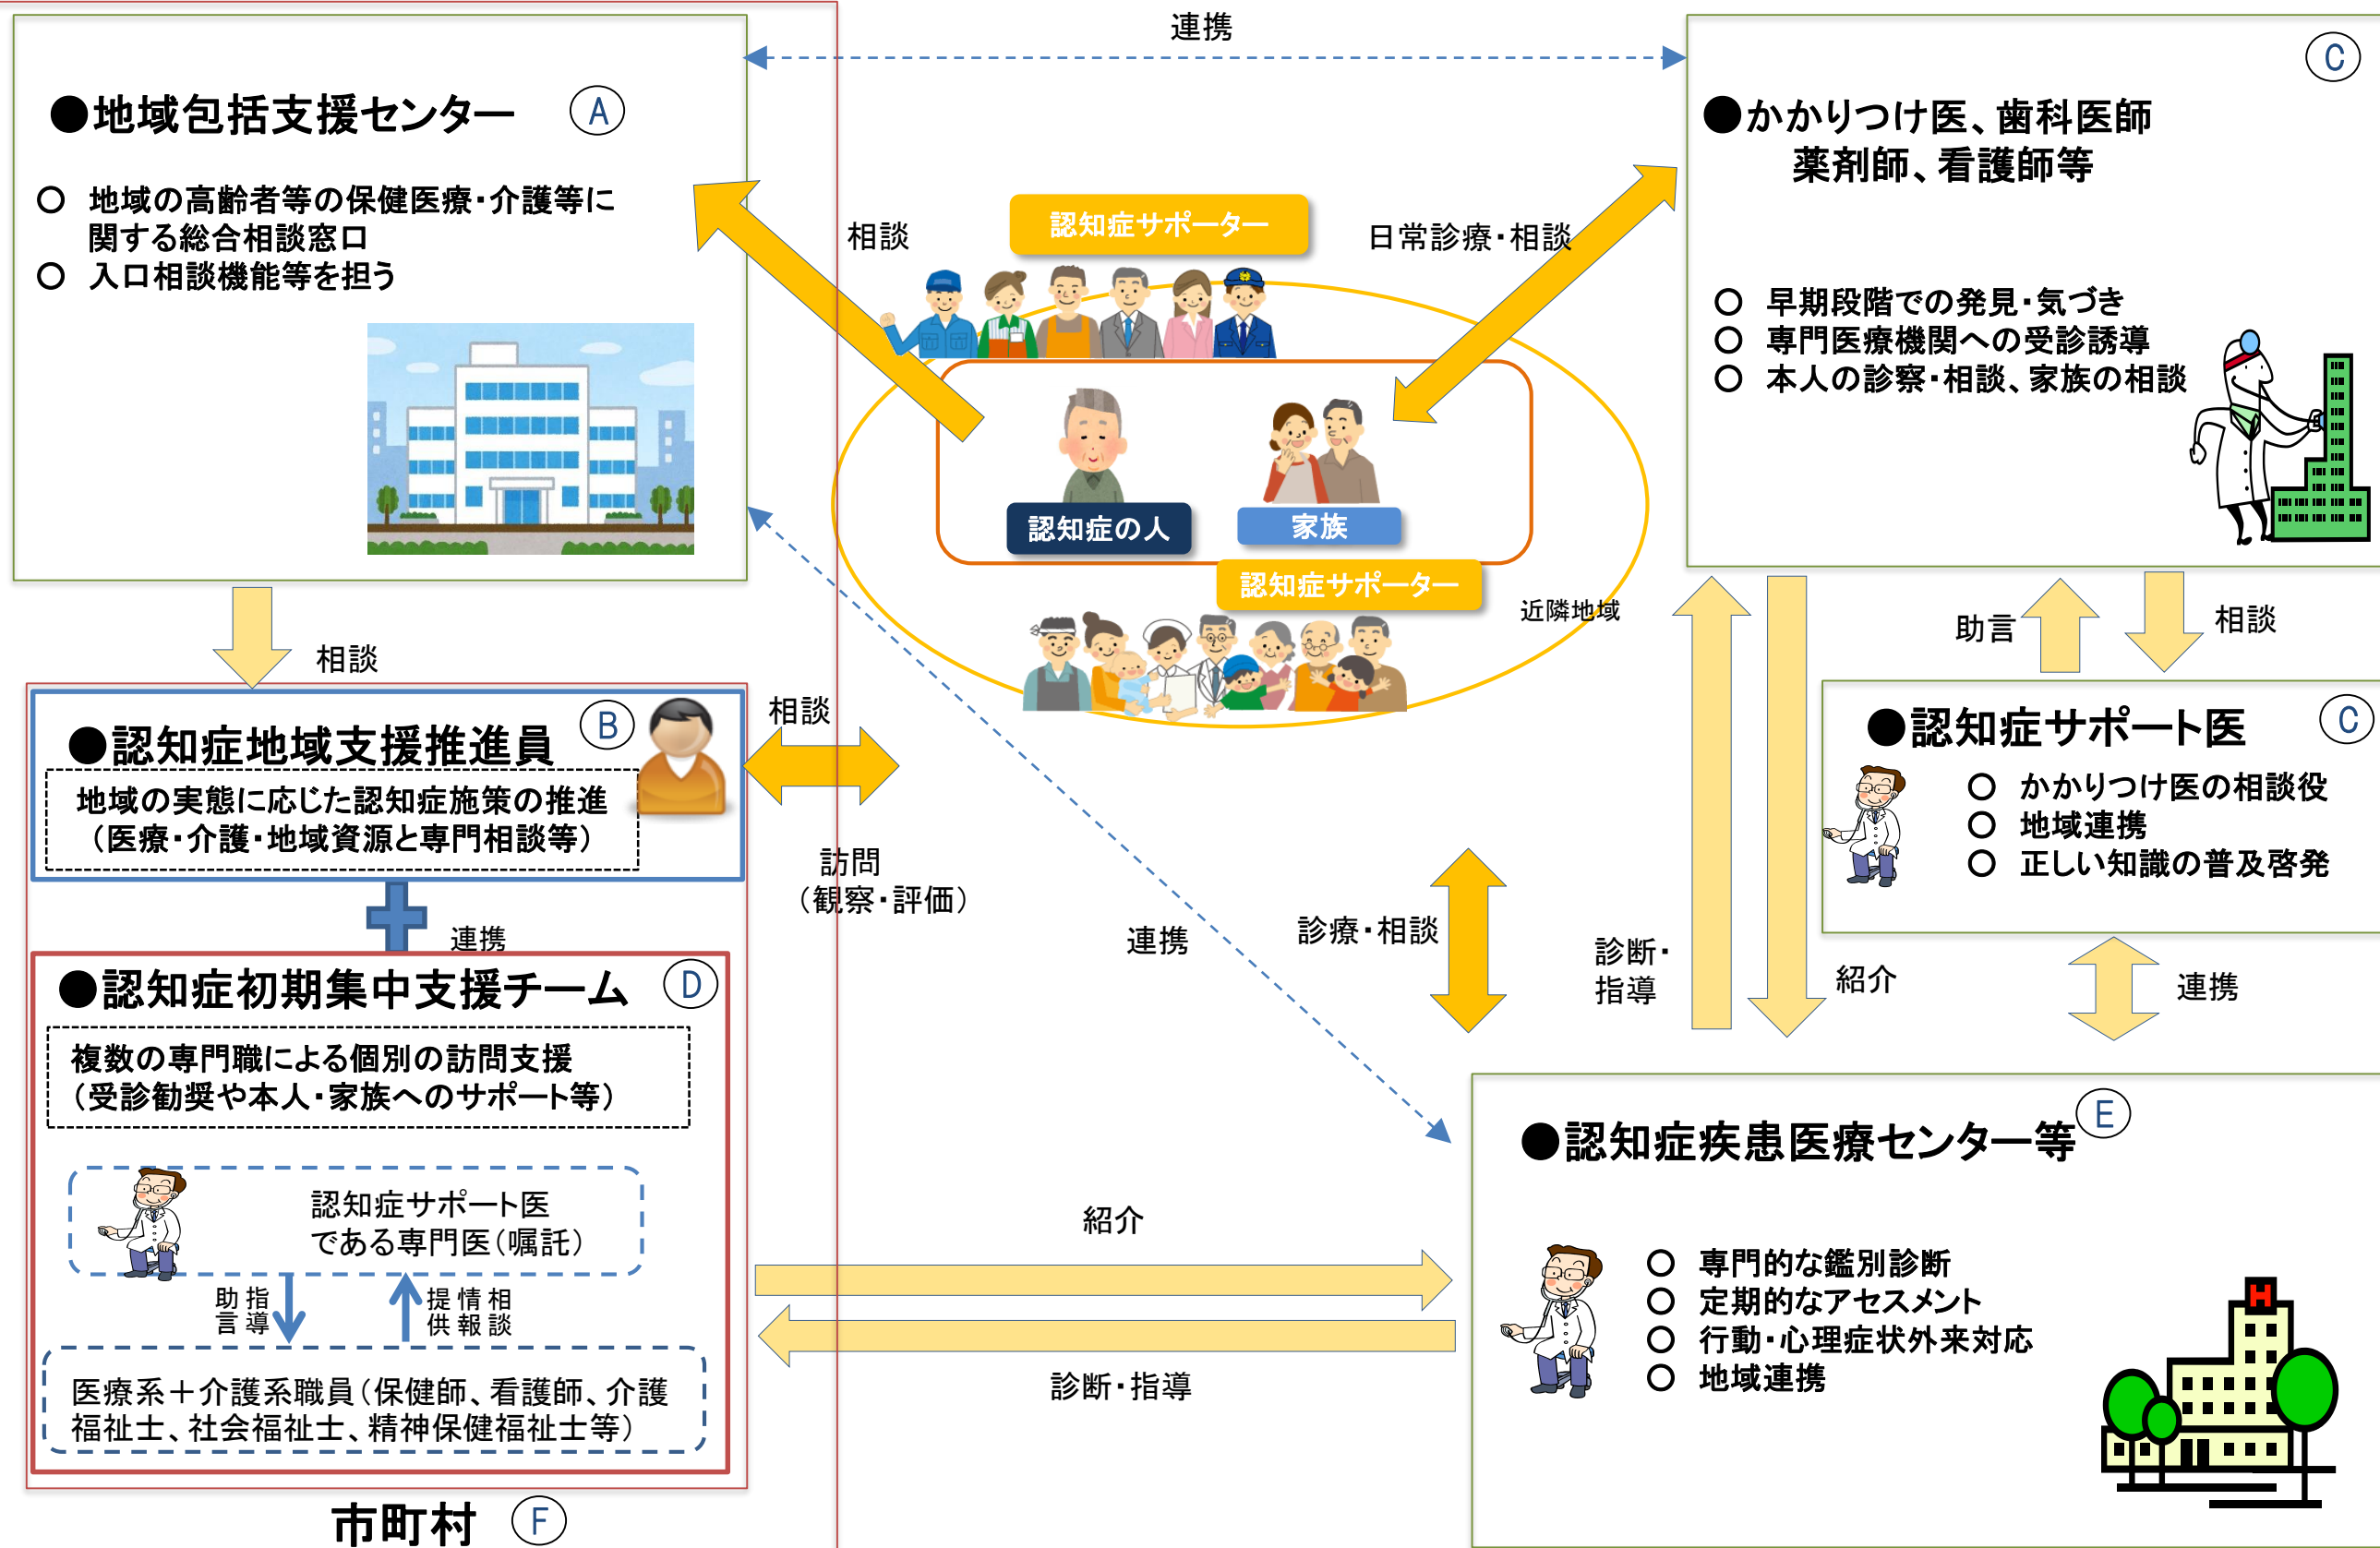 連携
●地域包括支援センター A
○ 地域の高齢者等の保健医療・介護等に
関する総合相談窓口
○ 入口相談機能等を担う
C
●かかりつけ医、歯科医師
薬剤師、看護師等
○ 早期段階での発見・気づき
○ 専門医療機関への受診誘導
○ 本人の診察・相談、家族の相談
相談
認知症サポーター
日常診療・相談
認知症の人
家族
認知症サポーター
近隣地域
相談
助言
相談
●認知症地域支援推進員 B
地域の実態に応じた認知症施策の推進
（医療・介護・地域資源と専門相談等）
相談
訪問
（観察・評価）
連携
●認知症サポート医 C
○ かかりつけ医の相談役
○ 地域連携
○ 正しい知識の普及啓発
連携
診療・相談
診断・
指導
紹介
連携
●認知症初期集中支援チーム D
複数の専門職による個別の訪問支援
（受診勧奨や本人・家族へのサポート等）
認知症サポート医
である専門医（嘱託）
指導
助言
相談
情報
提供
医療系＋介護系職員（保健師、看護師、介護
福祉士、社会福祉士、精神保健福祉士等）
紹介
診断・指導
●認知症疾患医療センター等 E
○ 専門的な鑑別診断
○ 定期的なアセスメント
○ 行動・心理症状外来対応
○ 地域連携
H
市町村 F